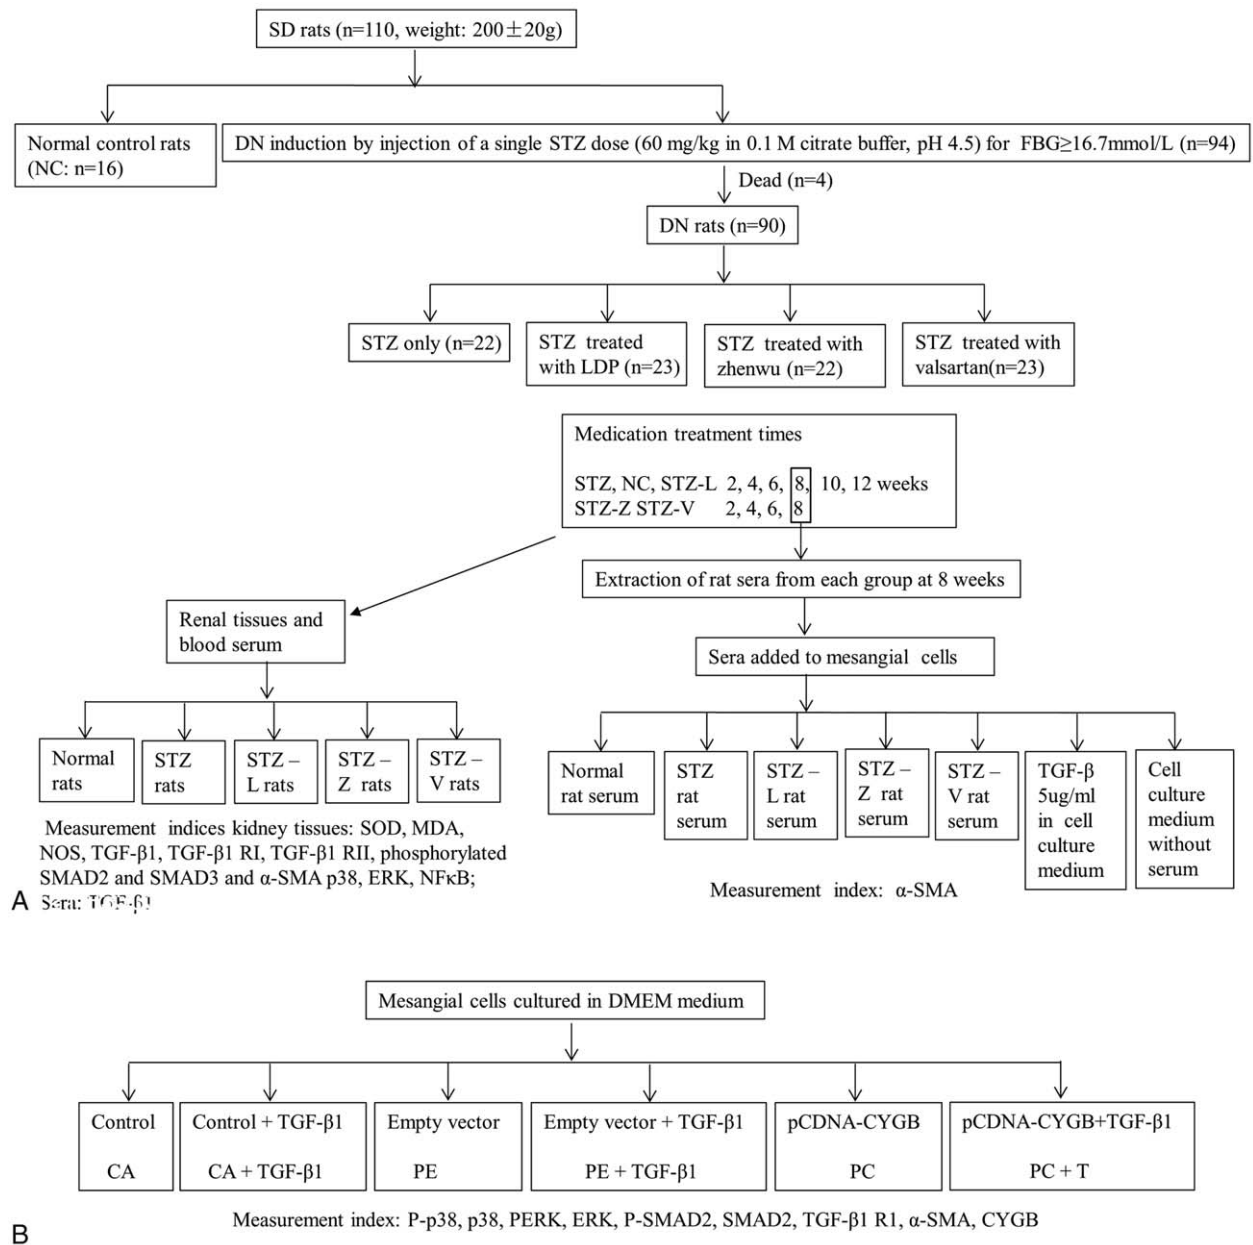 SD rats (n=110, weight: 200±20g)
Normal control rats
(NC: n=16)
DN induction by injection of a single STZ dose (60 mg/kg in 0.1 M citrate buffer, pH 4.5) for FBG≥16.7mmol/L (n=94)
Dead (n=4)
DN rats (n=90)
STZ only (n=22)
STZ treated
with LDP (n=23)
STZ treated with
zhenwu (n=22)
STZ treated with
valsartan(n=23)
Medication treatment times
STZ, NC, STZ-L 2, 4, 6, 8, 10, 12 weeks
STZ-Z STZ-V 2, 4, 6, 8
Extraction of rat sera from each group at 8 weeks
Sera added to mesangial cells
Renal tissues and
blood serum
Normal
rats
STZ
rats
STZ –
L rats
STZ –
Z rats
STZ –
V rats
Measurement indices kidney tissues: SOD, MDA,
NOS, TGF-β1, TGF-β1 RI, TGF-β1 RII, phosphorylated
SMAD2 and SMAD3 and α-SMA p38, ERK, NFκB;
Sera: TGF-β1
Normal
rat serum
STZ
rat
serum
STZ –
L rat
serum
STZ –
Z rat
serum
STZ –
V rat
serum
TGF-β
5ug/ml
in cell
culture
medium
Cell
culture
medium
without
serum
Measurement index: α-SMA
A
Mesangial cells cultured in DMEM medium
Control
CA
Control + TGF-β1
CA + TGF-β1
Empty vector
PE
Empty vector + TGF-β1
PE + TGF-β1
pCDNA-CYGB
PC
pCDNA-CYGB+TGF-β1
PC + T
Measurement index: P-p38, p38, PERK, ERK, P-SMAD2, SMAD2, TGF-β1 R1, α-SMA, CYGB
B